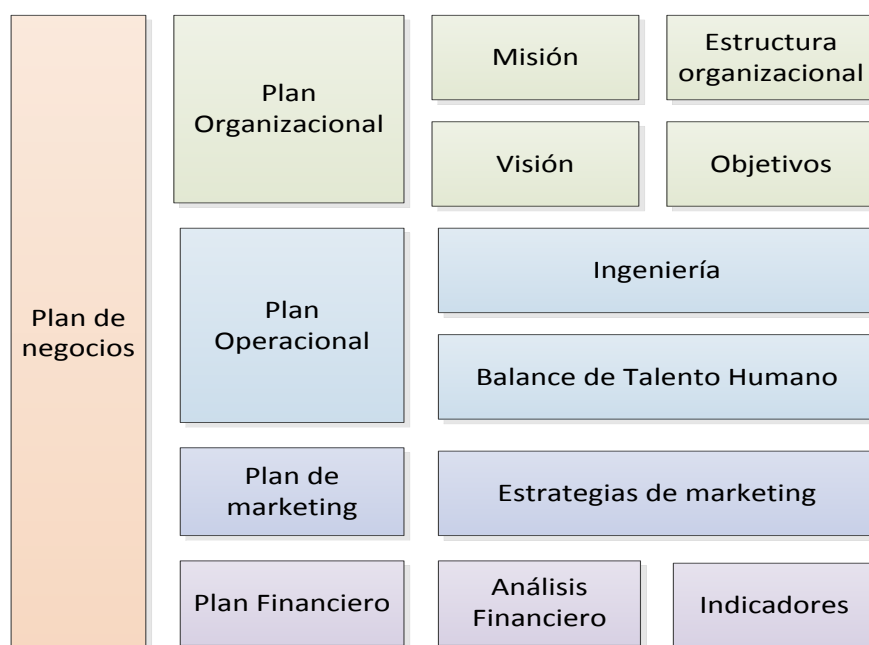 Plan de
negocios
Plan
Organizacional
Misión
Estructura
organizacional
Visión
Objetivos
Plan
Operacional
Ingeniería
Balance de Talento Humano
Plan de
marketing
Estrategias de marketing
Plan Financiero
Análisis
Financiero
Indicadores